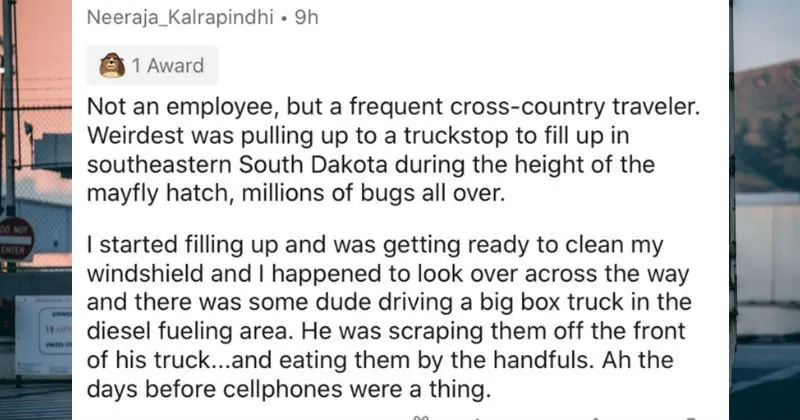 Neeraja_Kalrapindhi • 9h
1 Award
Not an employee, but a frequent cross-country traveler.
Weirdest was pulling up to a truckstop to fill up in
southeastern South Dakota during the height of the
mayfly hatch, millions of bugs all over.
I started filling up and was getting ready to clean my
windshield and I happened to look over across the way
and there was some dude driving a big box truck in the
diesel fueling area. He was scraping them off the front
of his truck...and eating them by the handfuls. Ah the
days before cellphones were a thing.
DO NOT
ENTER